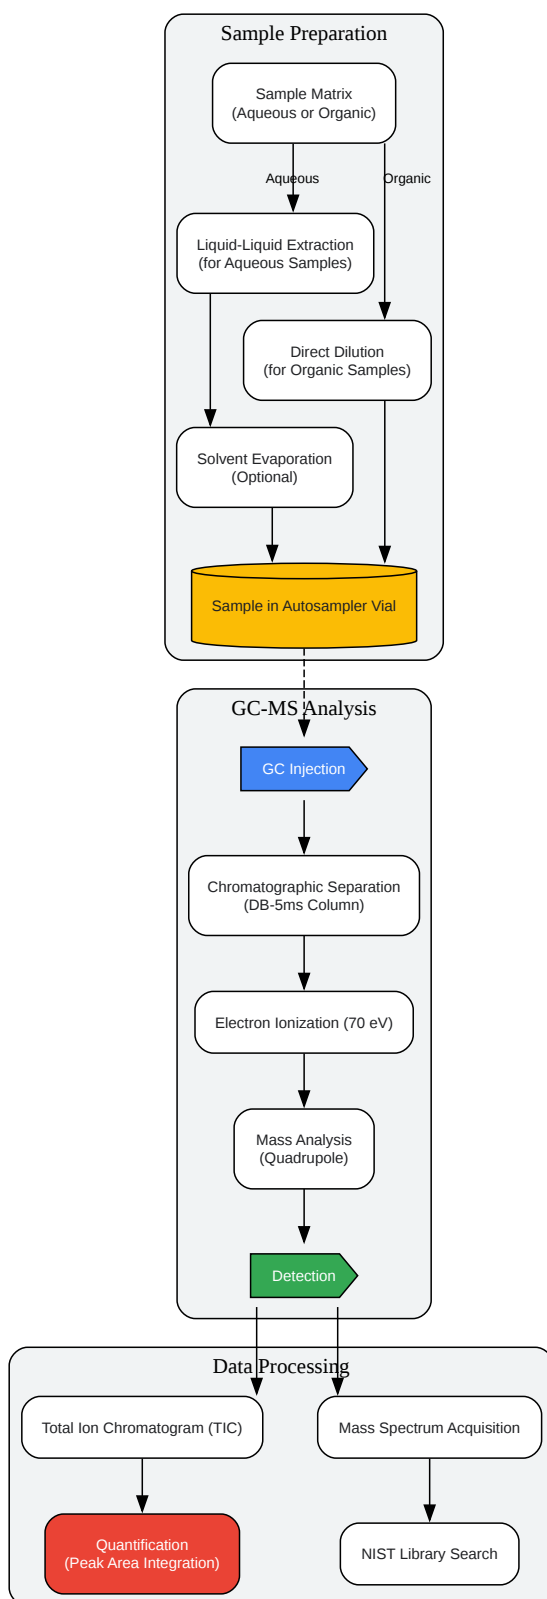 Sample Preparation
Sample Matrix
(Aqueous or Organic)
Aqueous
Organic
Liquid-Liquid Extraction
(for Aqueous Samples)
Direct Dilution
(for Organic Samples)
Solvent Evaporation
(Optional)
Sample in Autosampler Vial
GC-MS Analysis
GC Injection
Chromatographic Separation
(DB-5ms Column)
Electron Ionization (70 eV)
Mass Analysis
(Quadrupole)
Detection
Data Processing
Total Ion Chromatogram (TIC)
Mass Spectrum Acquisition
Quantification
(Peak Area Integration)
NIST Library Search